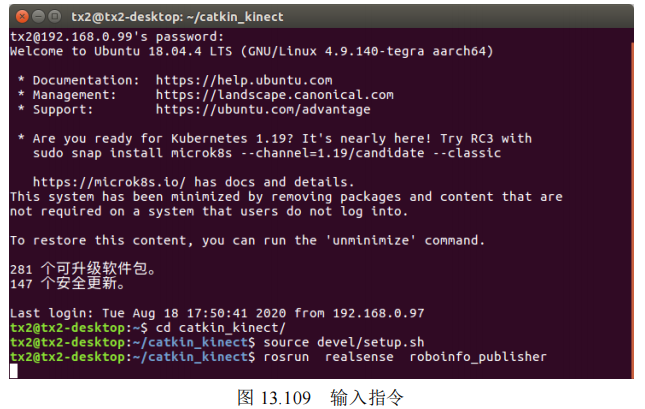 tx2@tx2-desktop: ~/catkin_kinect
tx2@192.168.0.99's password:
Welcome to Ubuntu 18.04.4 LTS (GNU/Linux 4.9.140-tegra aarch64)
* Documentation:  https://help.ubuntu.com
* Management:     https://landscape.canonical.com
* Support:        https://ubuntu.com/advantage
* Are you ready for Kubernetes 1.19? It's nearly here! Try RC3 with
sudo snap install microk8s --channel=1.19/candidate --classic
https://microk8s.io/ has docs and details.
This system has been minimized by removing packages and content that are
not required on a system that users do not log into.
To restore this content, you can run the 'unminimize' command.
281 个可升级软件包。
147 个安全更新。
Last login: Tue Aug 18 17:50:41 2020 from 192.168.0.97
tx2@tx2-desktop:~$ cd catkin_kinect/
tx2@tx2-desktop:~/catkin_kinect$ source devel/setup.sh
tx2@tx2-desktop:~/catkin_kinect$ rosrun  realsense  roboinfo_publisher
图 13.109 输入指令